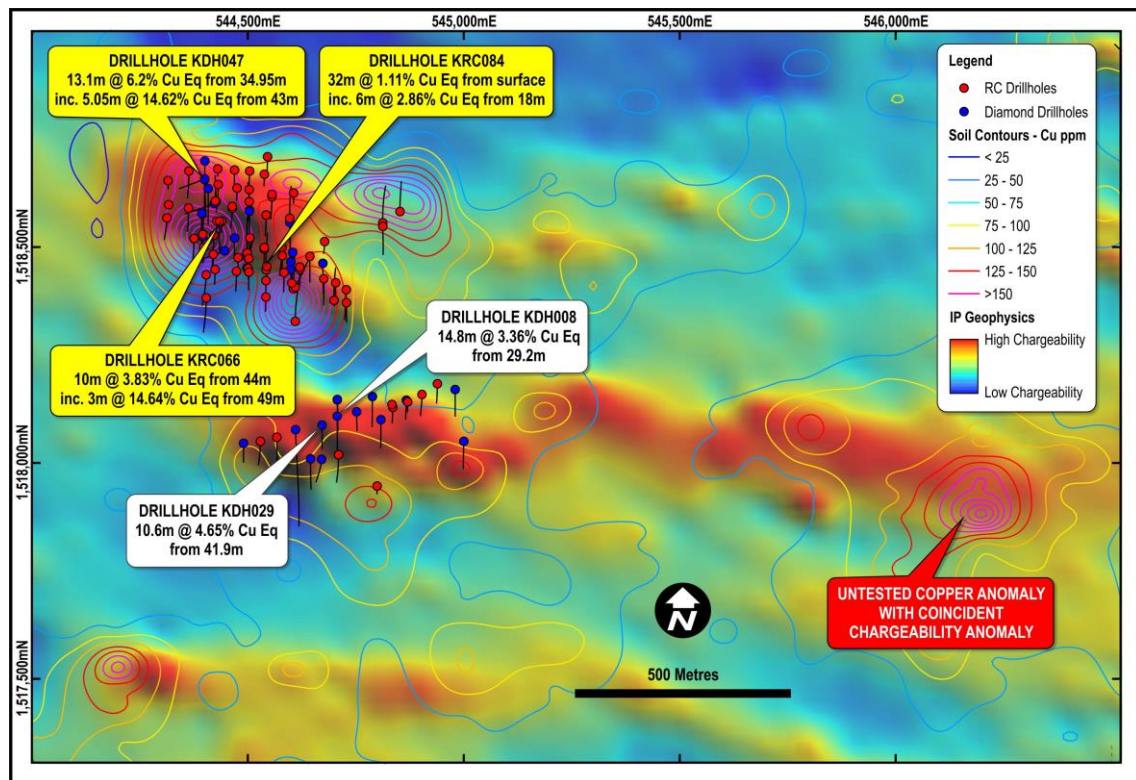 544,500mE
545,000mE
545,500mE
546,000mE
DRILLHOLE KDH047
13.1m @ 6.2% Cu Eq from 34.95m
inc. 5.05m @ 14.62% Cu Eq from 43m
DRILLHOLE KRC084
32m @ 1.11% Cu Eq from surface
inc. 6m @ 2.86% Cu Eq from 18m
Legend
RC Drillholes
Diamond Drillholes
Soil Contours - Cu ppm
< 25
25 - 50
50 - 75
75 - 100
100 - 125
125 - 150
>150
IP Geophysics
High Chargeability
Low Chargeability
1,518,500mN
DRILLHOLE KRC066
10m @ 3.83% Cu Eq from 44m
inc. 3m @ 14.64% Cu Eq from 49m
DRILLHOLE KDH008
14.8m @ 3.36% Cu Eq
from 29.2m
1,518,000mN
DRILLHOLE KDH029
10.6m @ 4.65% Cu Eq
from 41.9m
UNTESTED COPPER ANOMALY
WITH COINCIDENT
CHARGEABILITY ANOMALY
N
500 Metres
1,517,500mN